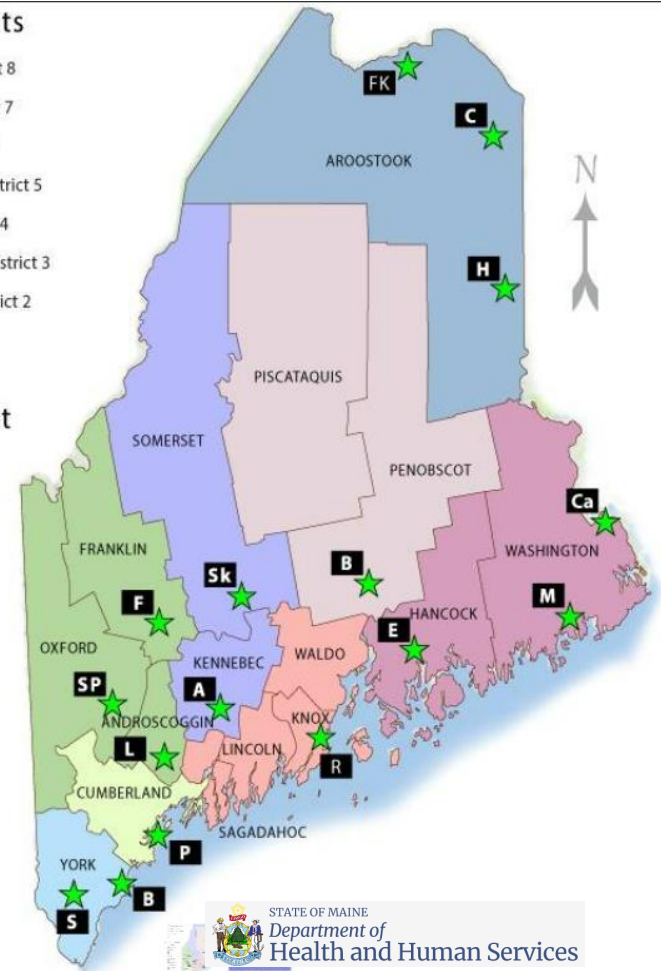 ts
t 8
7
trict 5
4
strict 3
ict 2
t
FK
C
AROOSTOOK
N
H
PISCATAQUIS
SOMERSET
PENOBSCOT
Ca
FRANKLIN
WASHINGTON
Sk
B
F
M
HANCOCK
E
OXFORD
WALDO
KENNEBEC
SP
A
ANDROSCOGGIN
KNOX
L
LINCOLN
R
CUMBERLAND
SAGADAHOC
P
YORK
B
S
STATE OF MAINE
Department of
Health and Human Services